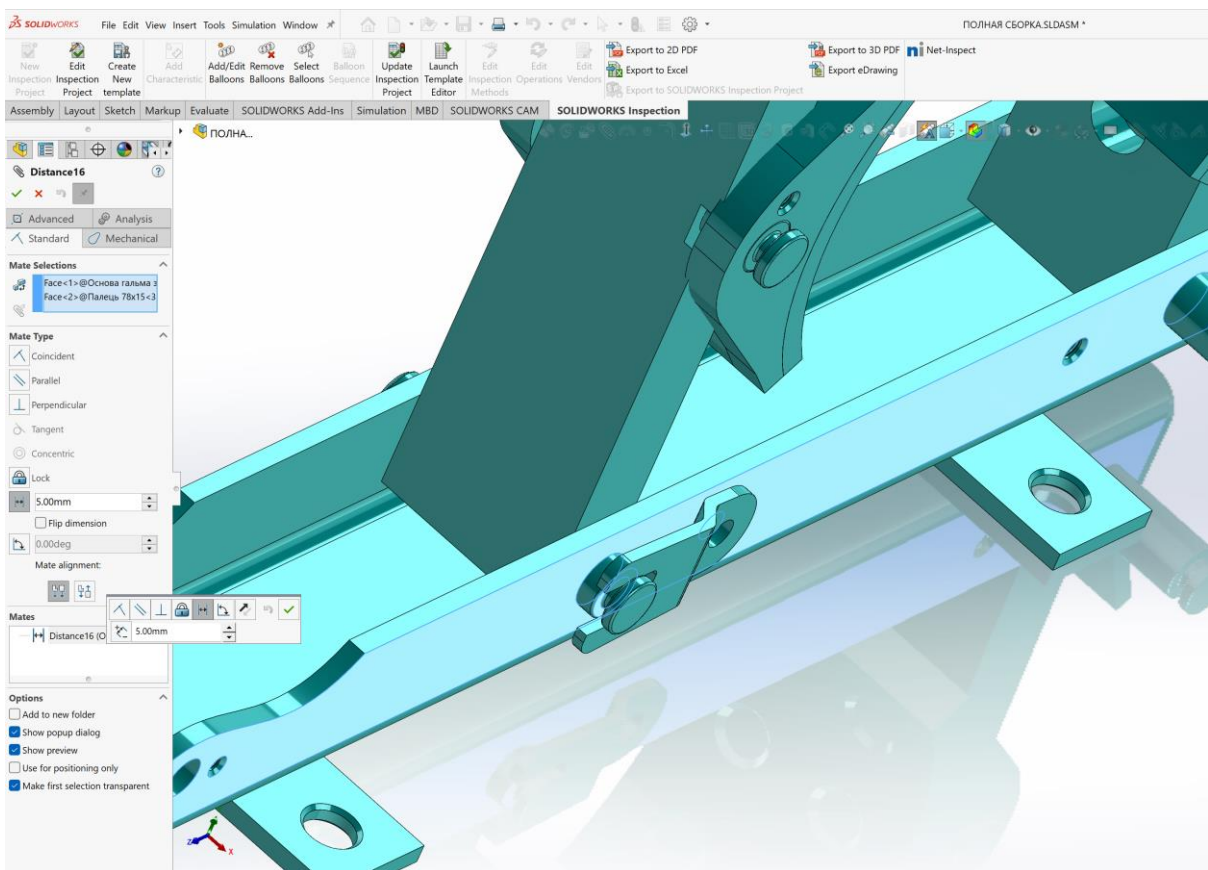 SOLIDWORKS File Edit View Insert Tools Simulation Window ПОЛНАЯ СБОРКА.SLDASM *
New Inspection Project
Edit Inspection Project
Create New template
Add Characteristic
Add/Edit Balloons
Remove Balloons
Select Balloons
Balloon Sequence
Update Inspection Project
Launch Template Editor
Edit Inspection Methods
Edit Operations
Edit Vendors
Export to 2D PDF
Export to Excel
Export to SOLIDWORKS Inspection Project
Export to 3D PDF
Export eDrawing
Net-Inspect
Assembly Layout Sketch Markup Evaluate SOLIDWORKS Add-Ins Simulation MBD SOLIDWORKS CAM SOLIDWORKS Inspection
ПОЛНА...
Distance16
Advanced Analysis
Standard Mechanical
Mate Selections
Face<1>@Основа гальма з
Face<2>@Палець 78x15<3
Mate Type
Coincident
Parallel
Perpendicular
Tangent
Concentric
Lock
5.00mm
Flip dimension
0.00deg
Mate alignment:
Mates
5.00mm
Distance16 (O
Options
Add to new folder
Show popup dialog
Show preview
Use for positioning only
Make first selection transparent
z
x